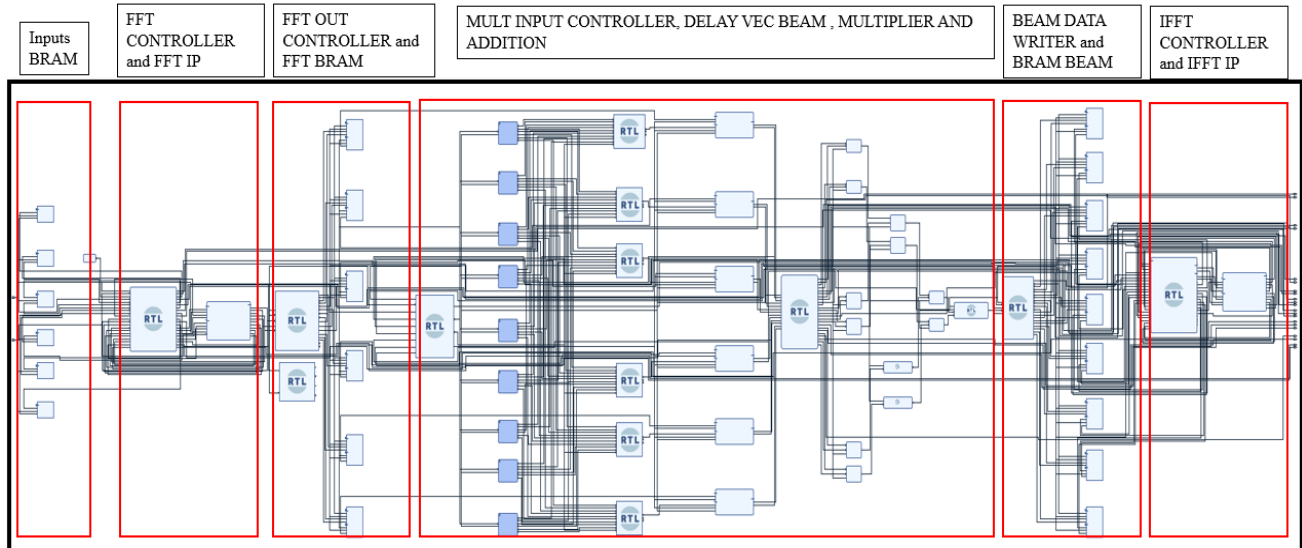 Inputs
BRAM
FFT
CONTROLLER
and FFT IP
FFT OUT
CONTROLLER and
FFT BRAM
MULT INPUT CONTROLLER, DELAY VEC BEAM , MULTIPLIER AND
ADDITION
BEAM DATA
WRITER and
BRAM BEAM
IFFT
CONTROLLER
and IFFT IP
RTL
RTL
RTL
RTL
RTL
RTL
RTL
RTL
RTL
RTL
RTL
RTL
RTL
RTL